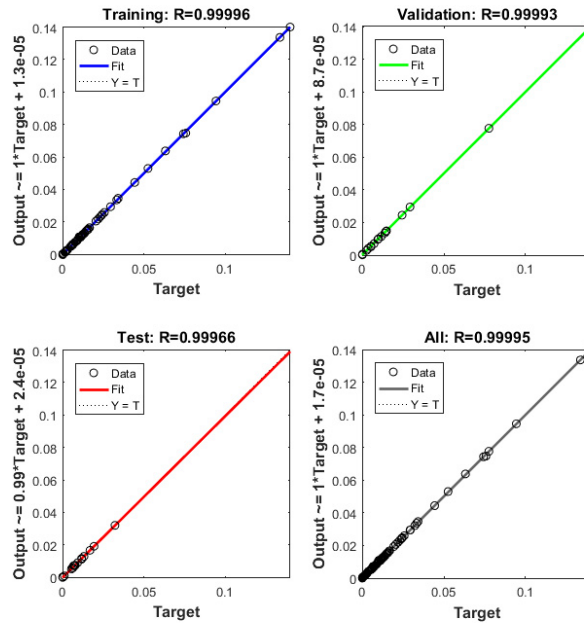 Training: R=0.99996
Output ~= 1*Target + 1.3e-05
0.14
0.12
0.1
0.08
0.06
0.04
0.02
0
Data
Fit
Y = T
0
0.05
0.1
Target
Validation: R=0.99993
Output ~= 1*Target + 8.7e-05
0.14
0.12
0.1
0.08
0.06
0.04
0.02
0
Data
Fit
Y = T
0
0.05
0.1
Target
Test: R=0.99966
Output ~= 0.99*Target + 2.4e-05
0.14
0.12
0.1
0.08
0.06
0.04
0.02
0
Data
Fit
Y = T
0
0.05
0.1
Target
All: R=0.99995
Output ~= 1*Target + 1.7e-05
0.14
0.12
0.1
0.08
0.06
0.04
0.02
0
Data
Fit
Y = T
0
0.05
0.1
Target